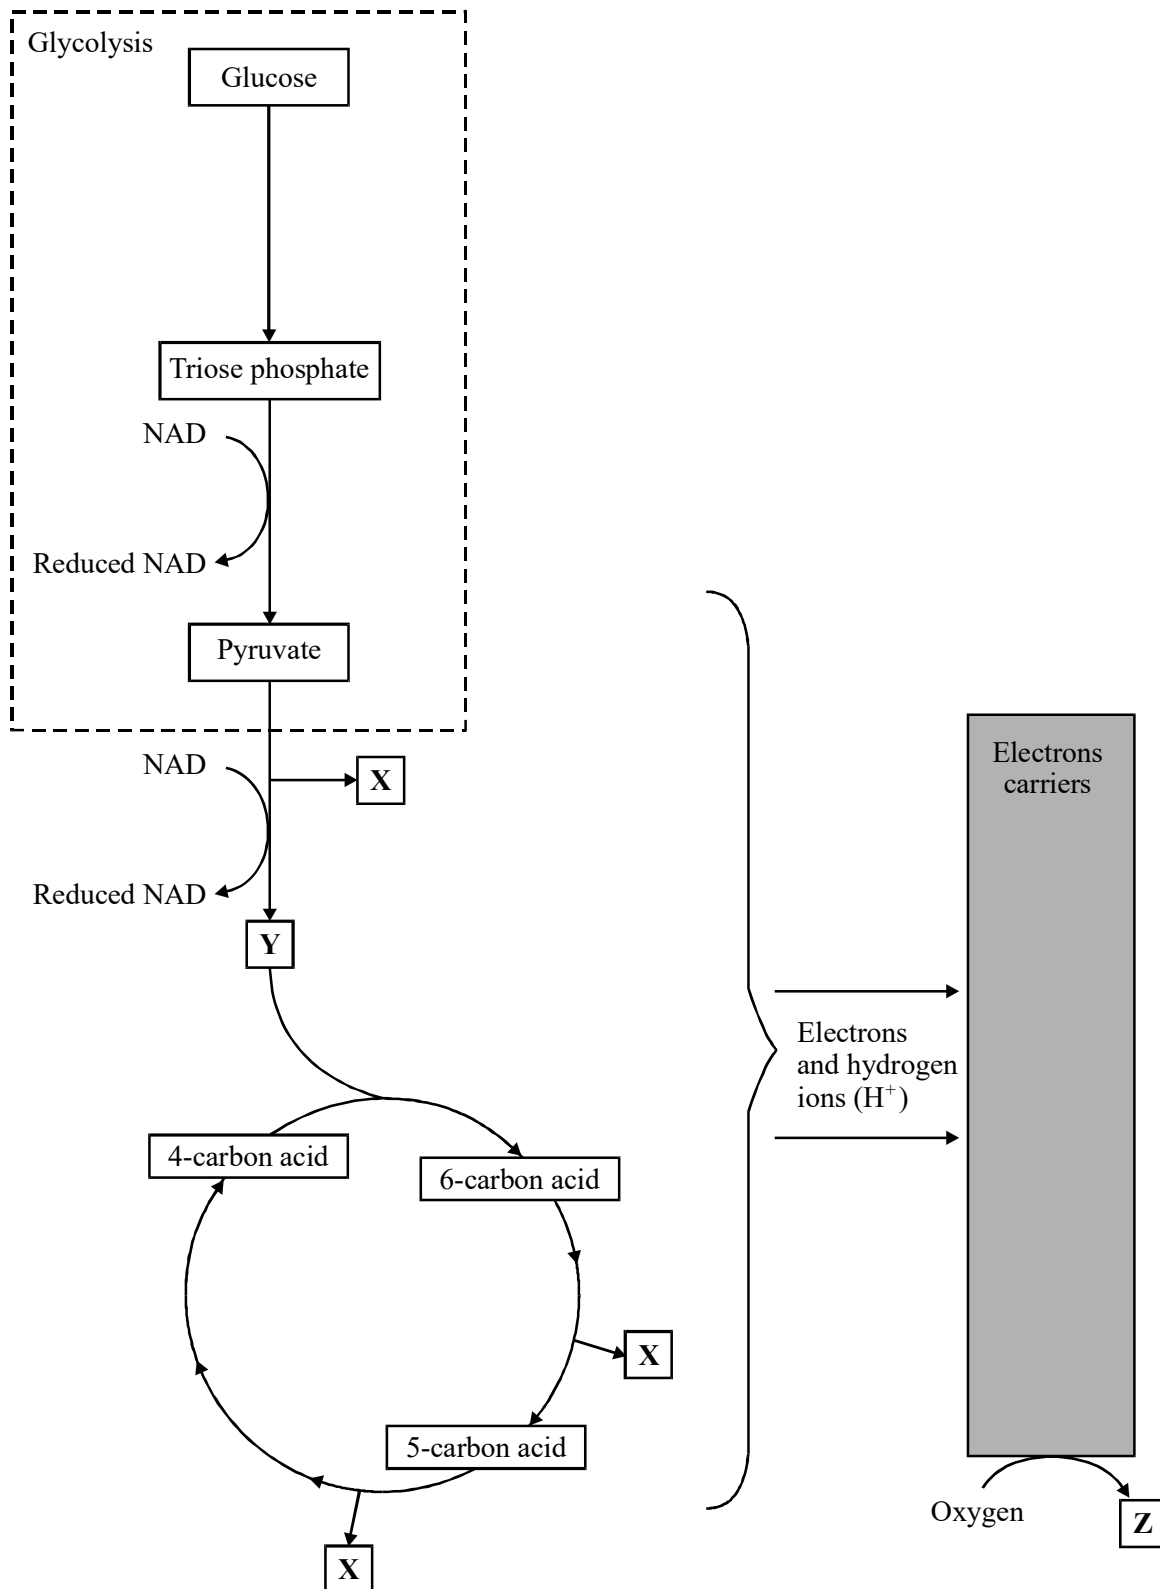 Glycolysis
Glucose
Triose phosphate
NAD
Reduced NAD
Pyruvate
NAD
X
Reduced NAD
Y
4-carbon acid
6-carbon acid
X
5-carbon acid
X
Electrons
and hydrogen
ions (H⁺)
Electrons
carriers
Oxygen
Z